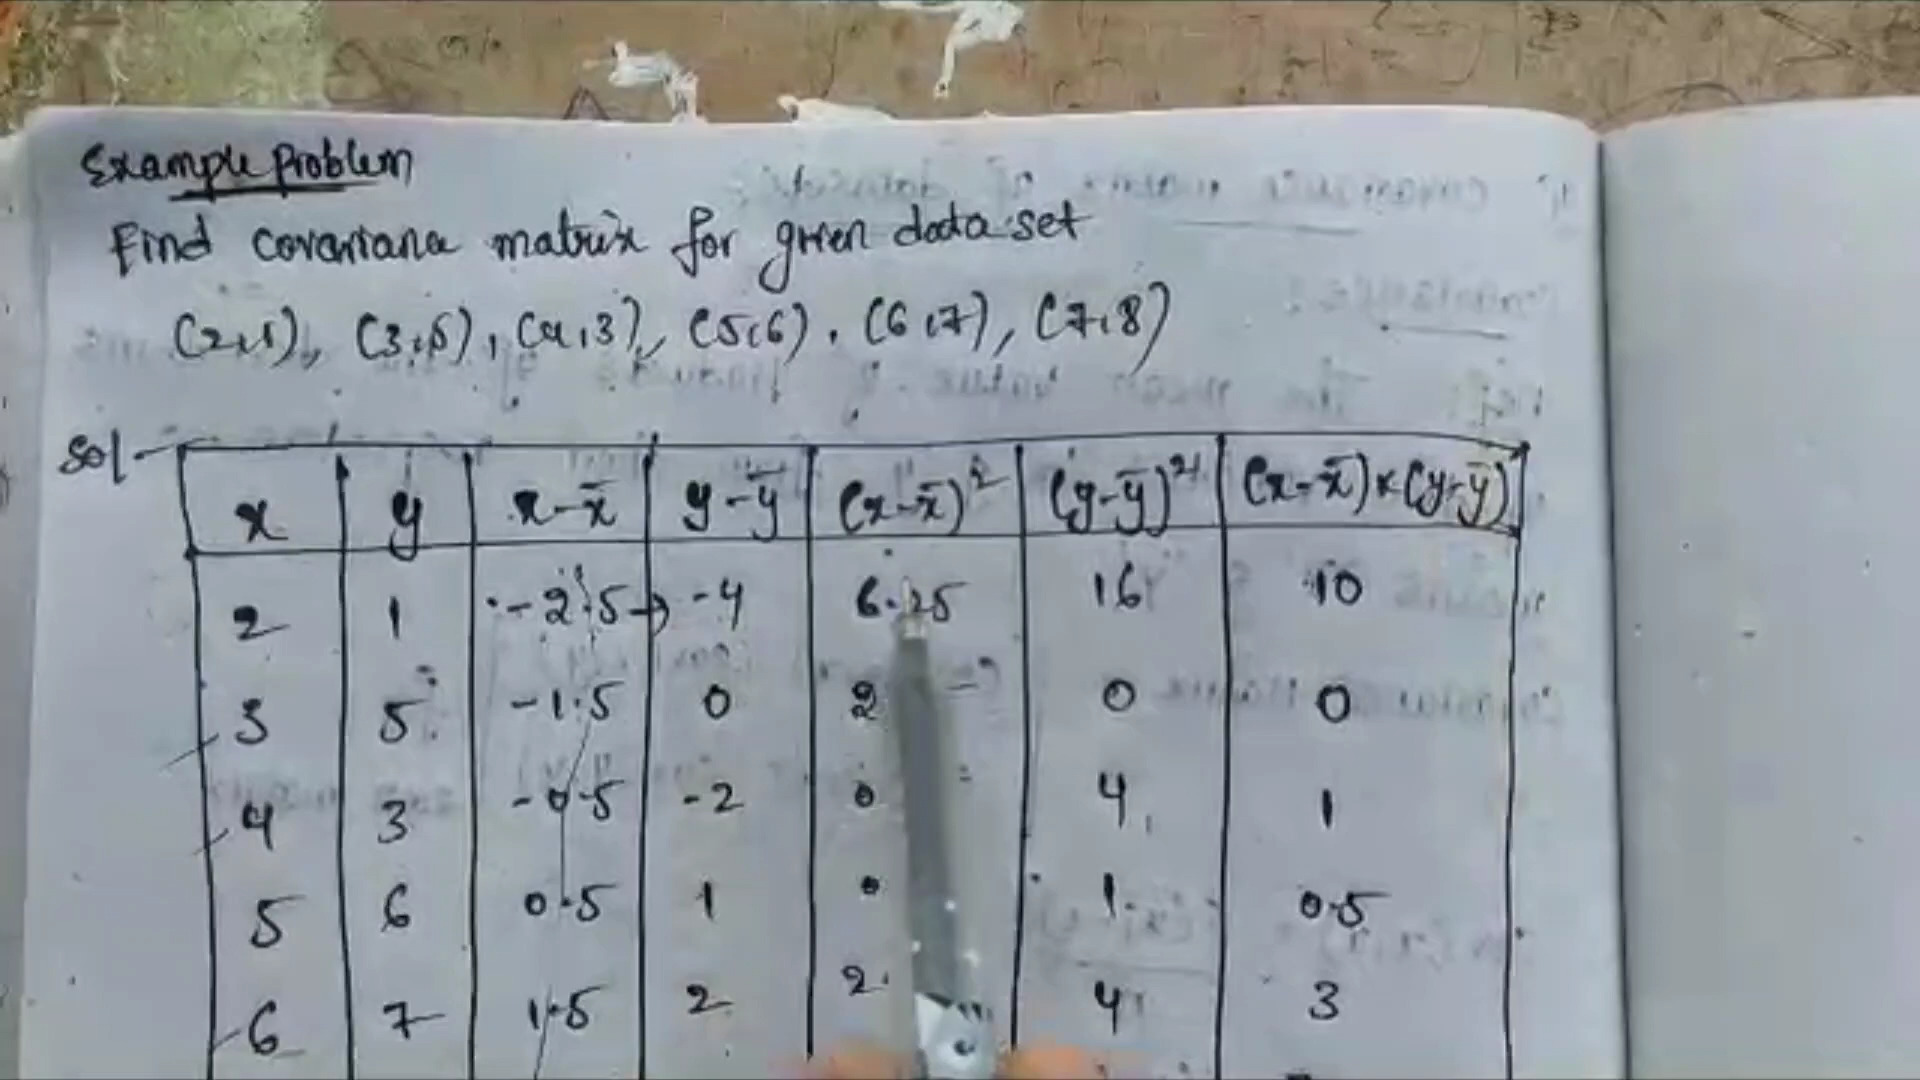 Example Problem
Find covariance matrix for given data set
(2,1), (3,5), (4,3), (5,6), (6,7), (7,8)
Sol-
x y x-x̄ y-ȳ (x-x̄)² (y-ȳ)² (x-x̄)×(y-ȳ)
2 1 -2.5 -4 6.25 16 10
3 5 -1.5 0 2 0 0
4 3 -0.5 -2 0 4 1
5 6 0.5 1 0 1 0.5
6 7 1.5 2 2. 4 3